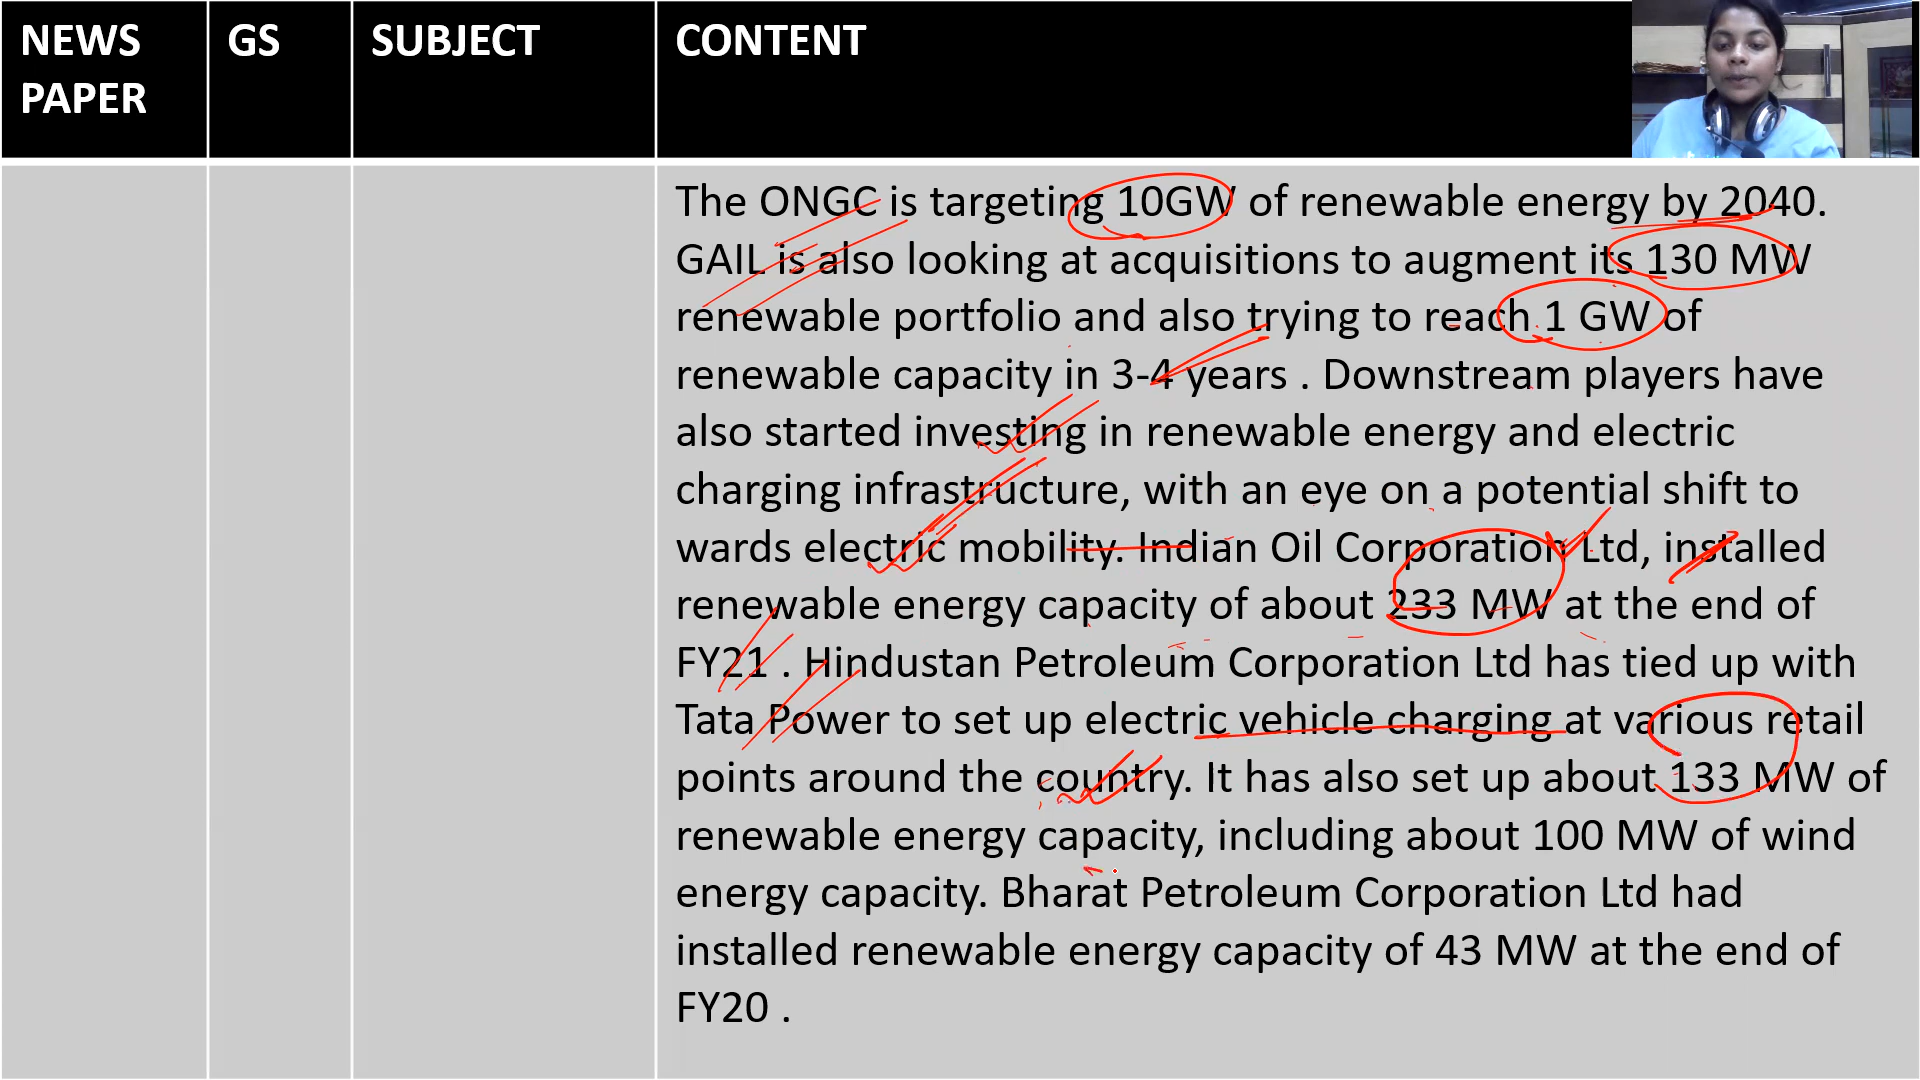 NEWS PAPER
GS
SUBJECT
CONTENT
The ONGC is targeting 10GW of renewable energy by 2040.
GAIL is also looking at acquisitions to augment its 130 MW
renewable portfolio and also trying to reach 1 GW of
renewable capacity in 3-4 years . Downstream players have
also started investing in renewable energy and electric
charging infrastructure, with an eye on a potential shift to
wards electric mobility. Indian Oil Corporation Ltd, installed
renewable energy capacity of about 233 MW at the end of
FY21 . Hindustan Petroleum Corporation Ltd has tied up with
Tata Power to set up electric vehicle charging at various retail
points around the country. It has also set up about 133 MW of
renewable energy capacity, including about 100 MW of wind
energy capacity. Bharat Petroleum Corporation Ltd had
installed renewable energy capacity of 43 MW at the end of
FY20 .